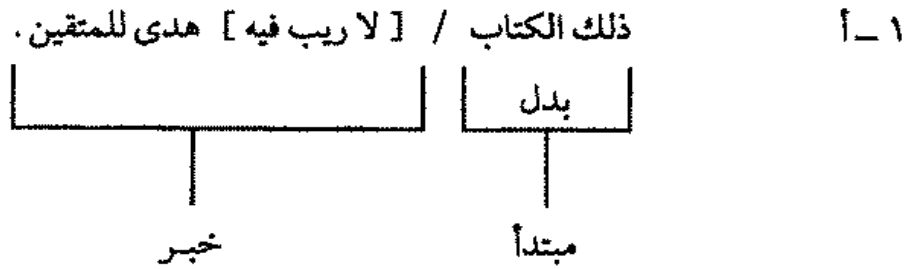 ١ – أ ذلك الكتاب / [ لا ريب فيه ] هدى للمتقين .
بدل
مبتدأ خبر